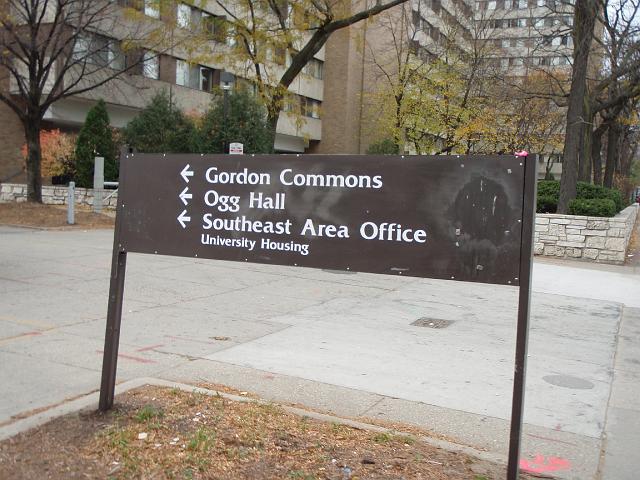 ← Gordon Commons
← Ogg Hall
← Southeast Area Office
University Housing